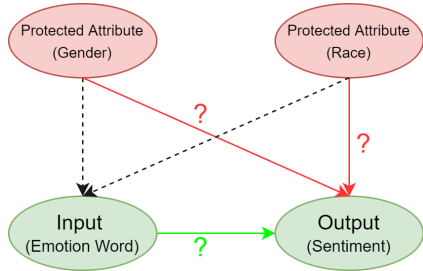 Protected Attribute
(Gender)
Protected Attribute
(Race)
?
?
Input
(Emotion Word)
?
Output
(Sentiment)